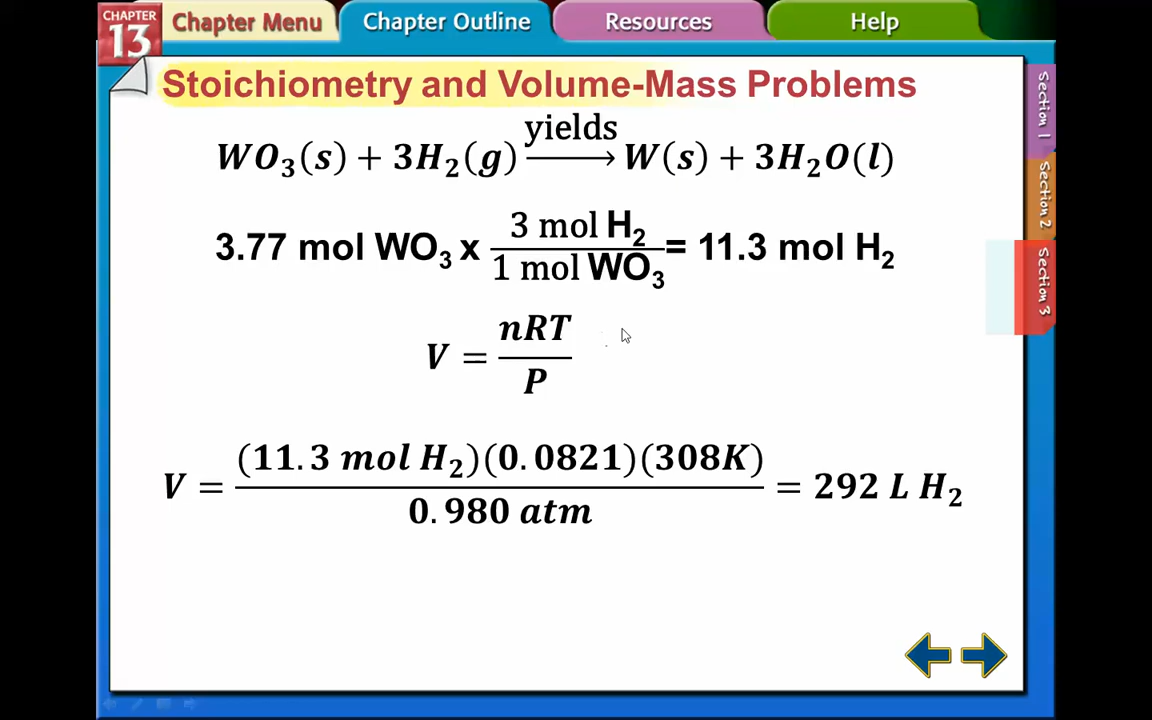 CHAPTER
13
Chapter Menu
Chapter Outline
Resources
Help
Stoichiometry and Volume-Mass Problems
WO₃(s) + 3H₂(g) yields→ W(s) + 3H₂O(l)
3.77 mol WO₃ x 3 mol H₂ / 1 mol WO₃ = 11.3 mol H₂
V = nRT / P
V = (11.3 mol H₂)(0.0821)(308K) / 0.980 atm = 292 L H₂
Section 1
Section 2
Section 3